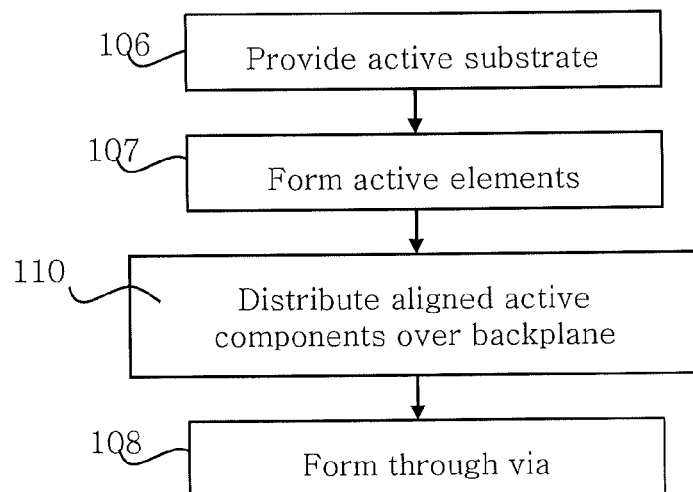 106
Provide active substrate
107
Form active elements
110
Distribute aligned active
components over backplane
108
Form through via